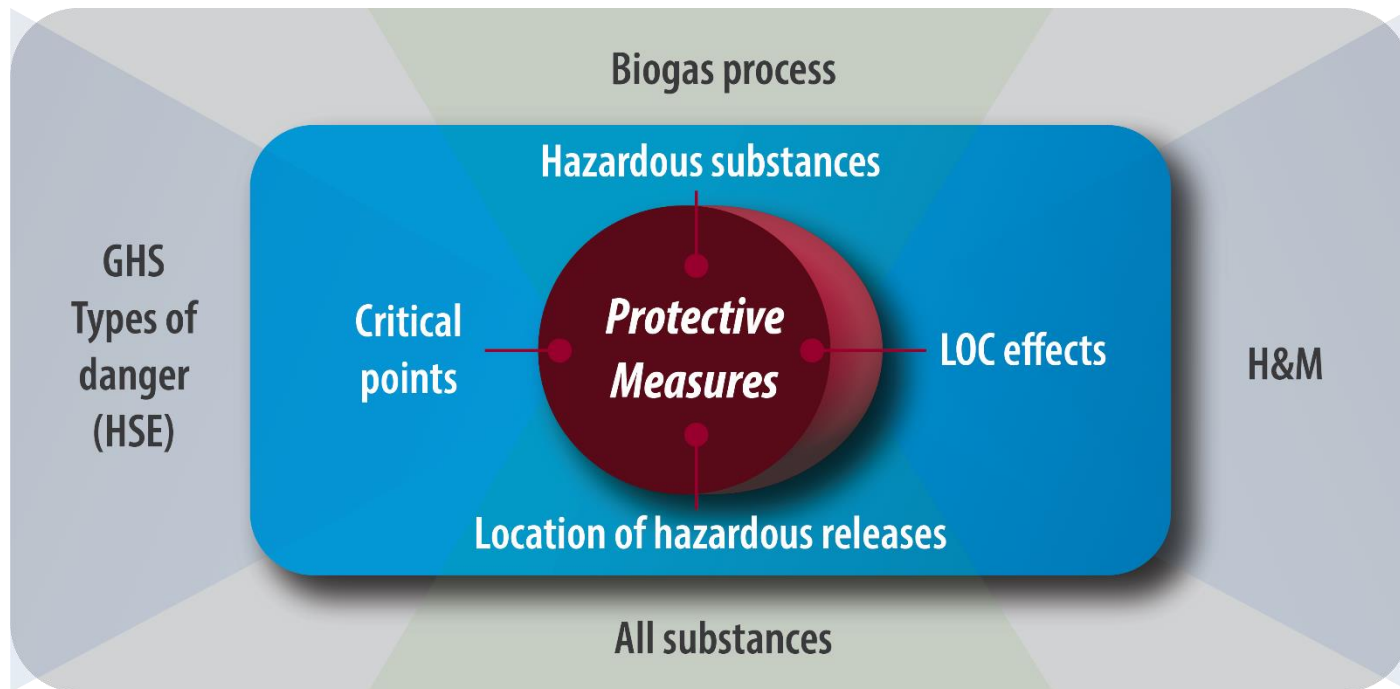 Biogas process
Hazardous substances
GHS
Types of
danger
(HSE)
Critical
points
Protective
Measures
LOC effects
H&M
Location of hazardous releases
All substances